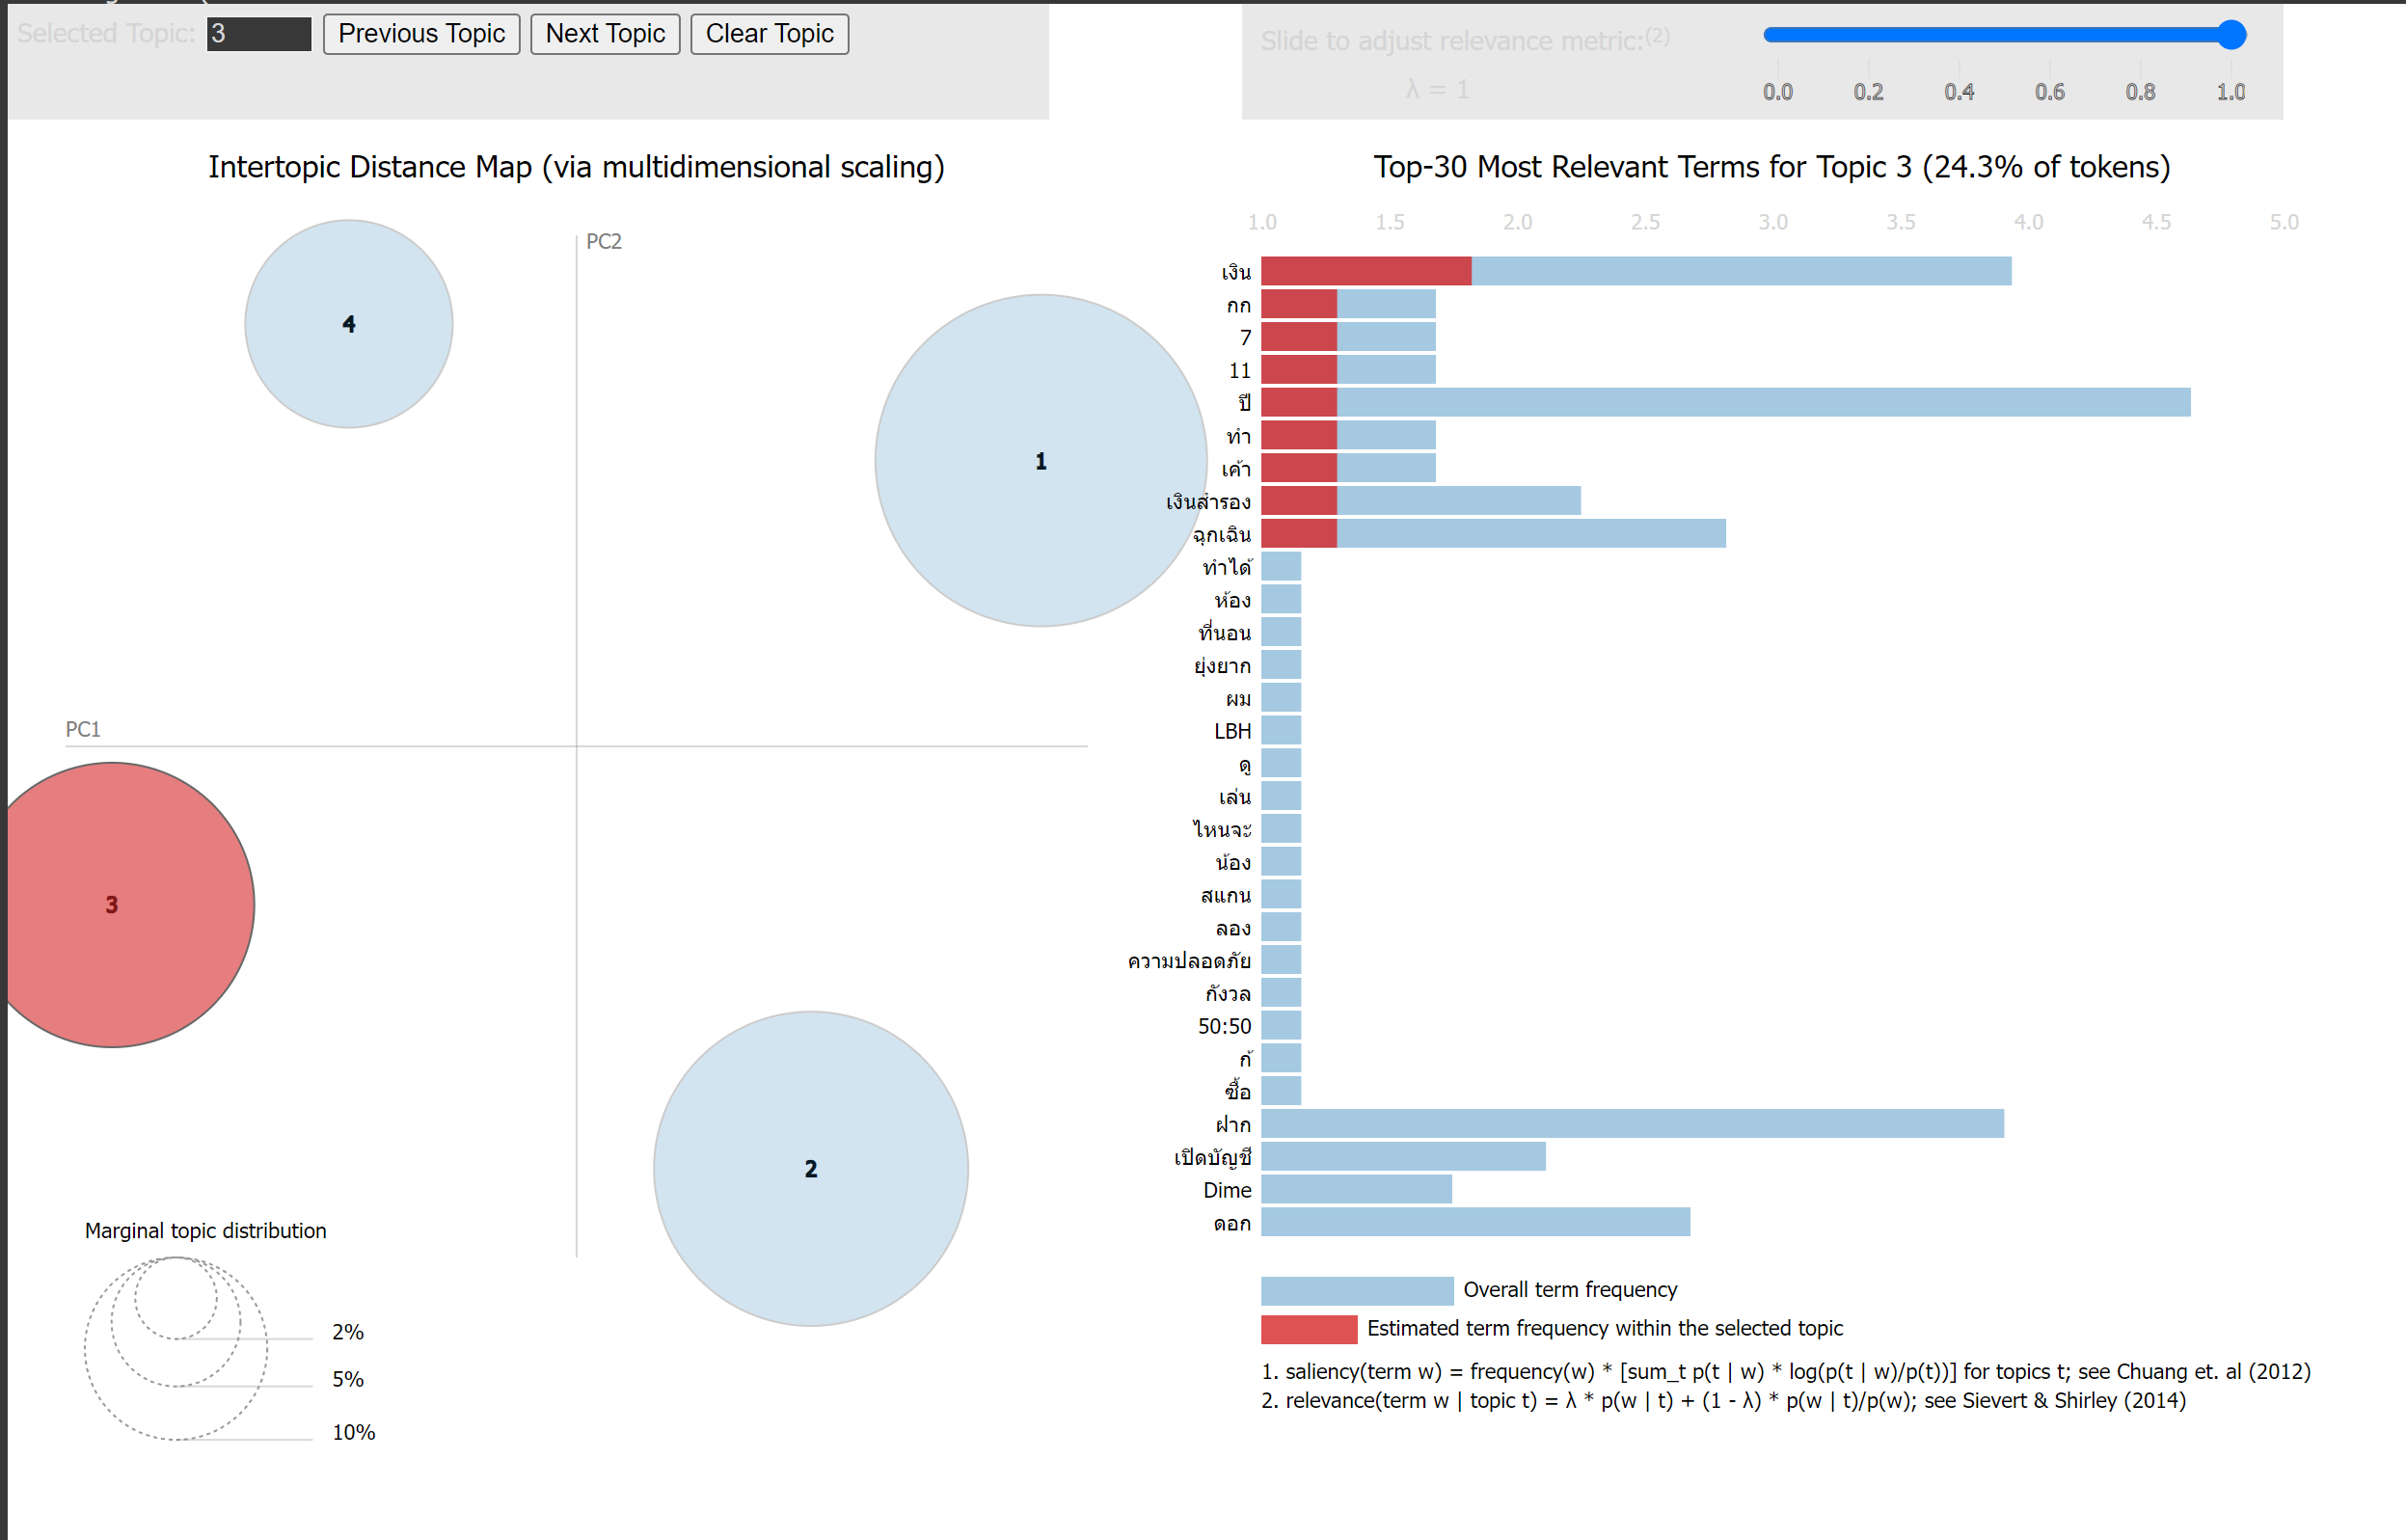 Selected Topic: 3 Previous Topic Next Topic Clear Topic
Slide to adjust relevance metric:(2)
λ = 1
0.0 0.2 0.4 0.6 0.8 1.0
Intertopic Distance Map (via multidimensional scaling)
PC2
4
1
PC1
3
2
Marginal topic distribution
2%
5%
10%
Top-30 Most Relevant Terms for Topic 3 (24.3% of tokens)
1.0 1.5 2.0 2.5 3.0 3.5 4.0 4.5 5.0
เงิน
กก
7
11
ปี
ทำ
เค้า
เงินสำรอง
ฉุกเฉิน
ทำได้
ห้อง
ที่นอน
ยุ่งยาก
ผม
LBH
ดู
เล่น
ไหนจะ
น้อง
สแกน
ลอง
ความปลอดภัย
กังวล
50:50
ก้
ซื้อ
ฝาก
เปิดบัญชี
Dime
ดอก
Overall term frequency
Estimated term frequency within the selected topic
1. saliency(term w) = frequency(w) * [sum_t p(t | w) * log(p(t | w)/p(t))] for topics t; see Chuang et. al (2012)
2. relevance(term w | topic t) = λ * p(w | t) + (1 - λ) * p(w | t)/p(w); see Sievert & Shirley (2014)